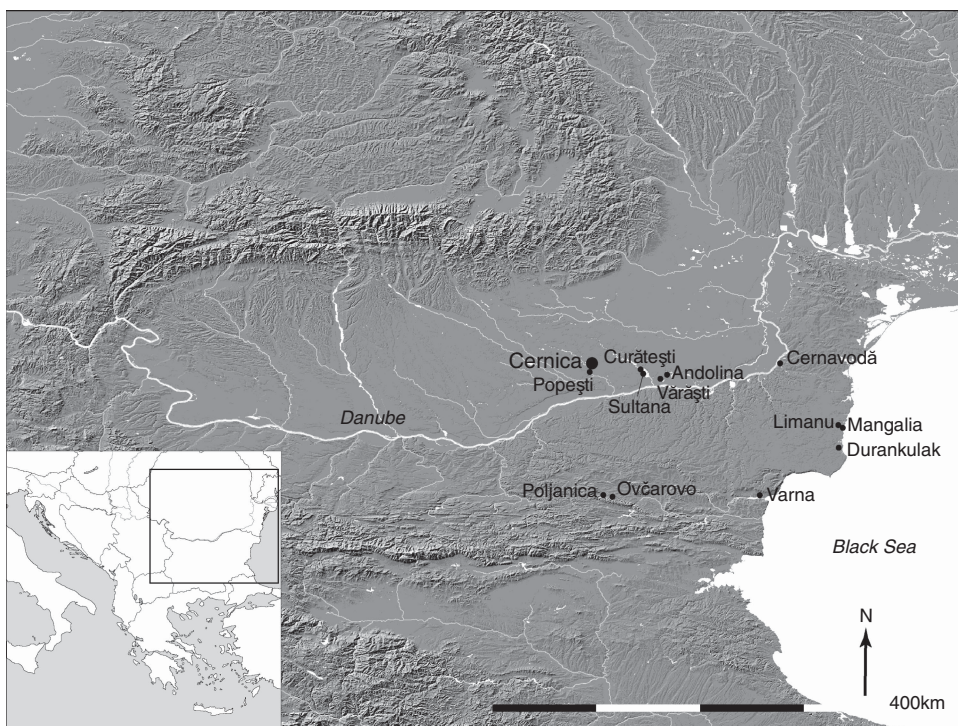 Cernica
Popeşti
Curăteşti
Sultana
Andolina
Vărăşti
Cernavodă
Danube
Limanu
Mangalia
Durankulak
Poljanica
Ovčarovo
Varna
Black Sea
N
400km